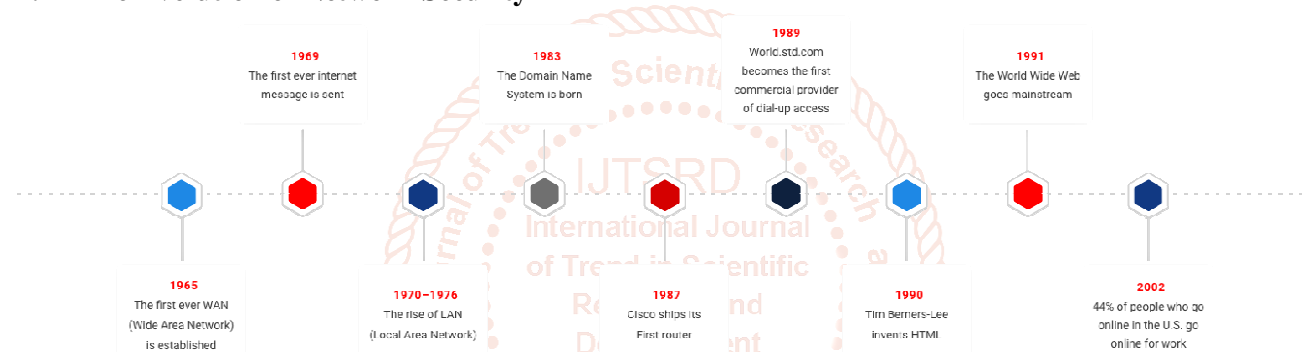 Evolution of Network Security
1969
The first ever internet
message is sent
1983
The Domain Name
System is born
1989
World.std.com
becomes the first
commercial provider
of dial-up access
1991
The World Wide Web
goes mainstream
IJTSRD
International Journal
of Trend in Scientific
1965
The first ever WAN
(Wide Area Network)
is established
1970–1976
The rise of LAN
(Local Area Network)
1987
Cisco ships its
First router
1990
Tim Berners-Lee
invents HTML
2002
44% of people who go
online in the U.S. go
online for work